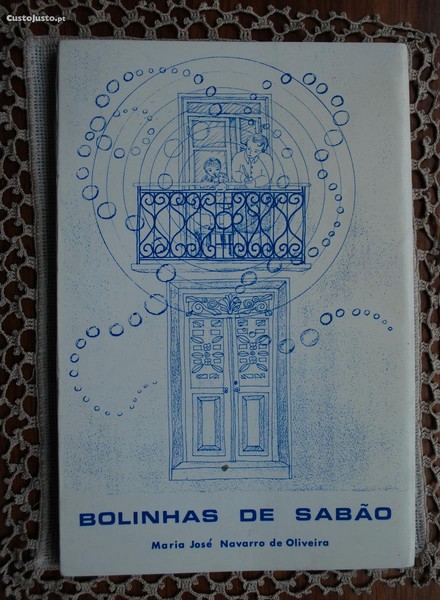 CustoJusto.pt
BOLINHAS DE SABÃO
Maria José Navarro de Oliveira